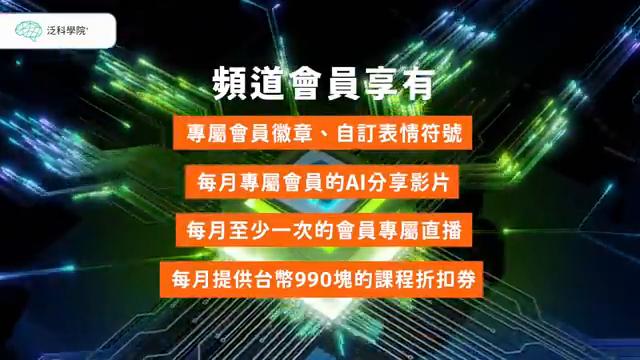 泛科學院
頻道會員享有
專屬會員徽章、自訂表情符號
每月專屬會員的AI分享影片
每月至少一次的會員專屬直播
每月提供台幣990塊的課程折扣券